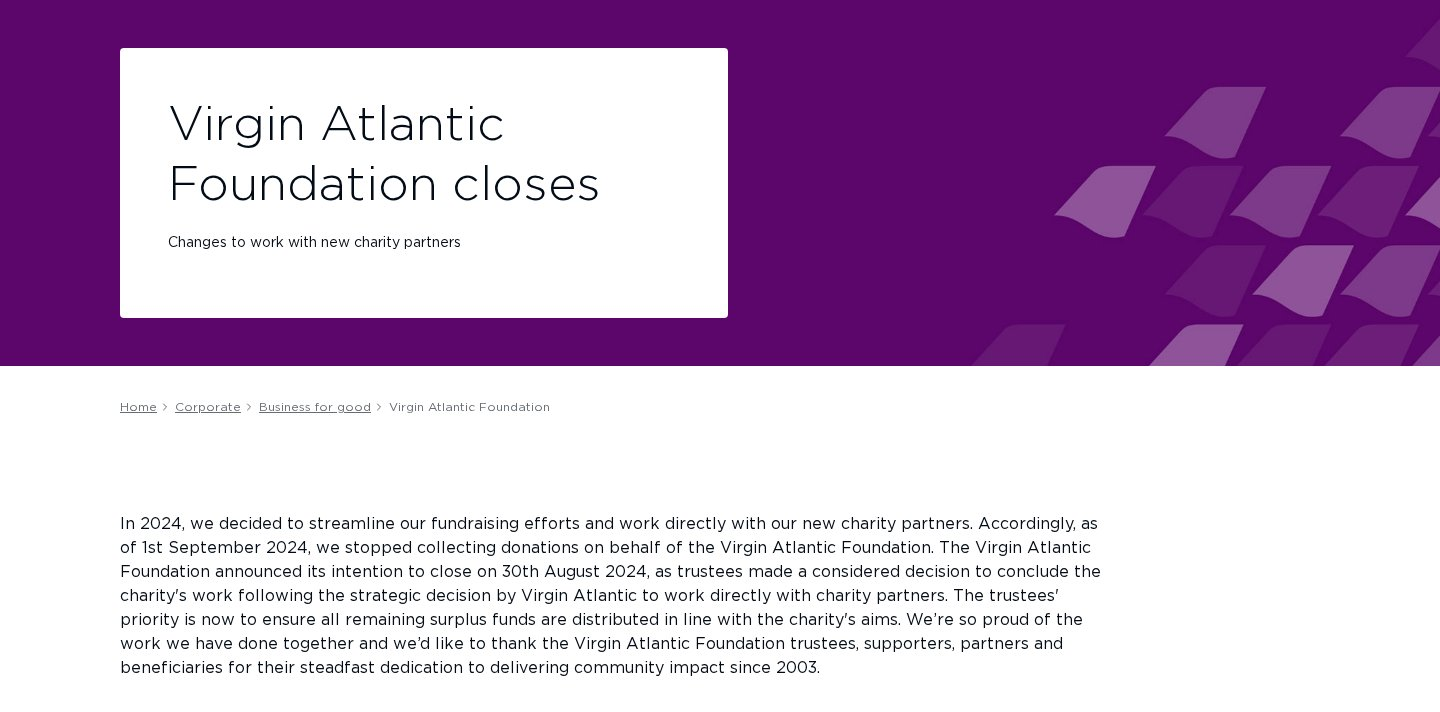 Virgin Atlantic
Foundation closes
Changes to work with new charity partners
Home > Corporate > Business for good > Virgin Atlantic Foundation
In 2024, we decided to streamline our fundraising efforts and work directly with our new charity partners. Accordingly, as
of 1st September 2024, we stopped collecting donations on behalf of the Virgin Atlantic Foundation. The Virgin Atlantic
Foundation announced its intention to close on 30th August 2024, as trustees made a considered decision to conclude the
charity's work following the strategic decision by Virgin Atlantic to work directly with charity partners. The trustees'
priority is now to ensure all remaining surplus funds are distributed in line with the charity's aims. We’re so proud of the
work we have done together and we’d like to thank the Virgin Atlantic Foundation trustees, supporters, partners and
beneficiaries for their steadfast dedication to delivering community impact since 2003.